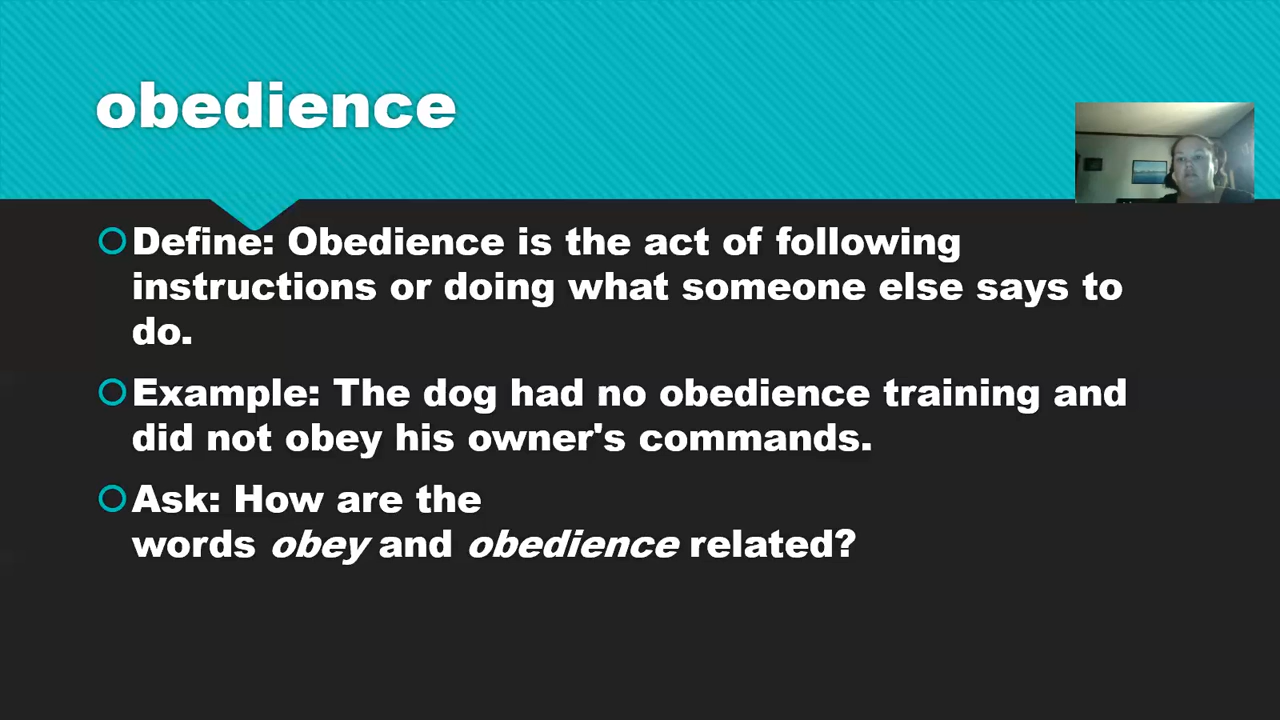 obedience
Define: Obedience is the act of following
instructions or doing what someone else says to
do.
Example: The dog had no obedience training and
did not obey his owner's commands.
Ask: How are the
words obey and obedience related?